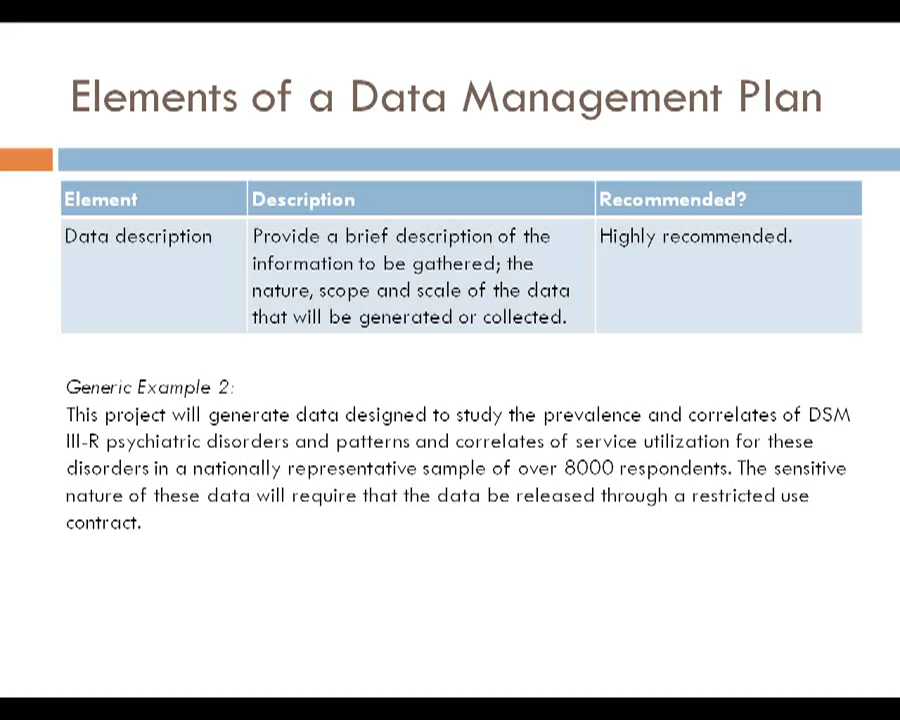 Elements of a Data Management Plan
Element Description Recommended?
Data description Provide a brief description of the Highly recommended.
information to be gathered; the
nature, scope and scale of the data
that will be generated or collected.
Generic Example 2:
This project will generate data designed to study the prevalence and correlates of DSM
III-R psychiatric disorders and patterns and correlates of service utilization for these
disorders in a nationally representative sample of over 8000 respondents. The sensitive
nature of these data will require that the data be released through a restricted use
contract.